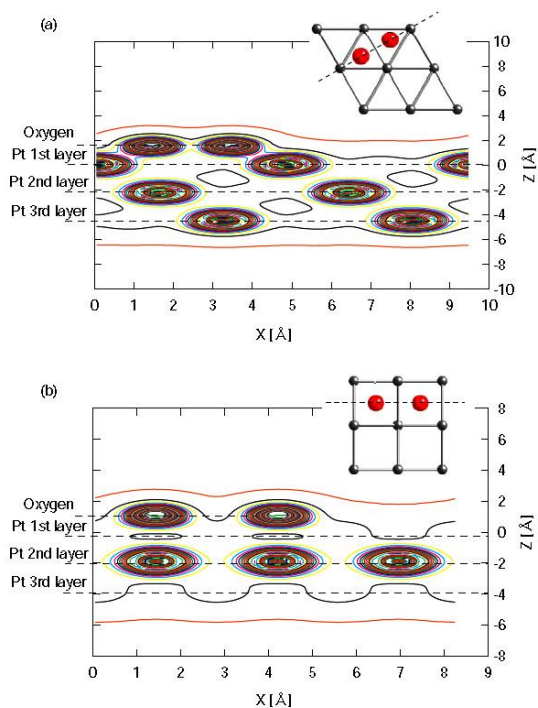 (a)
10
8
6
4
2
0
-2
-4
-6
-8
-10
Z [Å]
Oxygen
Pt 1st layer
Pt 2nd layer
Pt 3rd layer
0 1 2 3 4 5 6 7 8 9 10
X [Å]
(b)
8
6
4
2
0
-2
-4
-6
-8
Z [Å]
Oxygen
Pt 1st layer
Pt 2nd layer
Pt 3rd layer
0 1 2 3 4 5 6 7 8 9
X [Å]